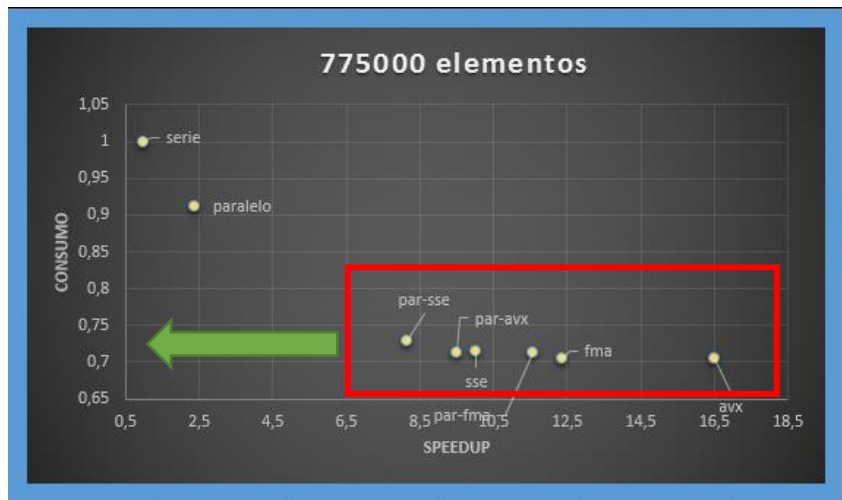 775000 elementos
1,05
1
0,95
0,9
0,85
0,8
0,75
0,7
0,65
CONSUMO
serie
paralelo
par-sse
par-avx
sse
par-fma
fma
avx
0,5 2,5 4,5 6,5 8,5 10,5 12,5 14,5 16,5 18,5
SPEEDUP